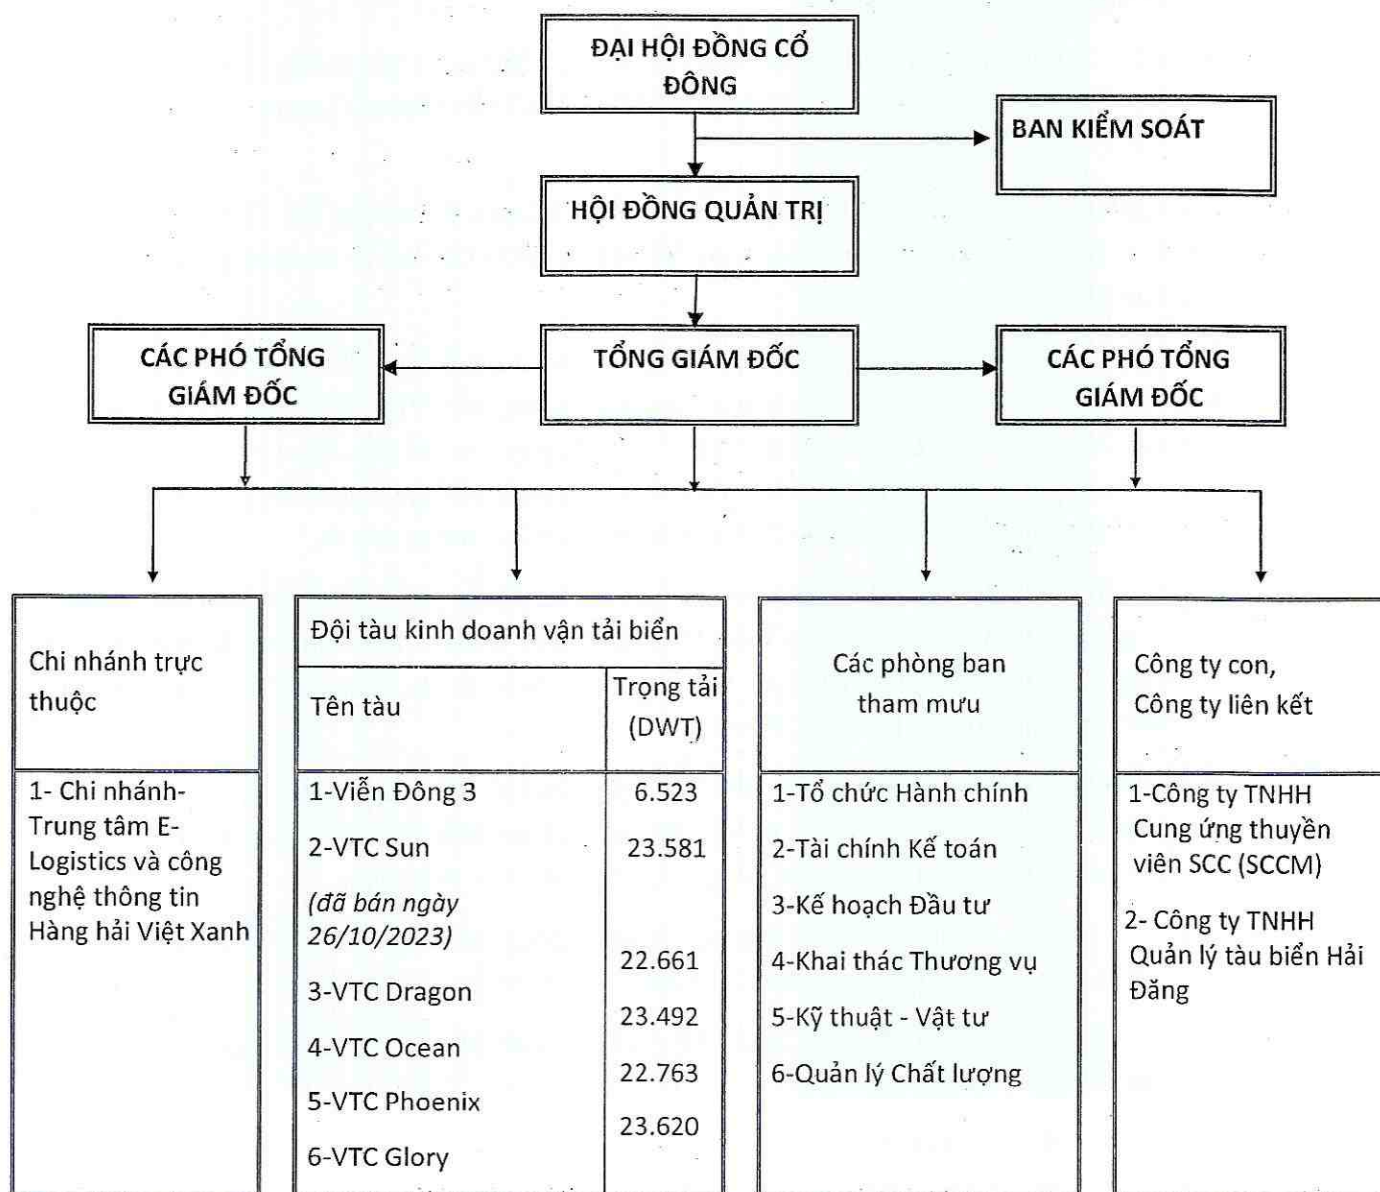 ĐẠI HỘI ĐỒNG CỔ
ĐÔNG
BAN KIỂM SOÁT
HỘI ĐỒNG QUẢN TRỊ
CÁC PHÓ TỔNG
GIÁM ĐỐC
TỔNG GIÁM ĐỐC
CÁC PHÓ TỔNG
GIÁM ĐỐC
Chi nhánh trực
thuộc
1- Chi nhánh-
Trung tâm E-
Logistics và công
nghệ thông tin
Hàng hải Việt Xanh
Đội tàu kinh doanh vận tải biển
Tên tàu
Trọng tải
(DWT)
1-Viễn Đông 3
6.523
2-VTC Sun
23.581
(đã bán ngày
26/10/2023)
22.661
3-VTC Dragon
23.492
4-VTC Ocean
22.763
5-VTC Phoenix
23.620
6-VTC Glory
Các phòng ban
tham mưu
1-Tổ chức Hành chính
2-Tài chính Kế toán
3-Kế hoạch Đầu tư
4-Khai thác Thương vụ
5-Kỹ thuật - Vật tư
6-Quản lý Chất lượng
Công ty con,
Công ty liên kết
1-Công ty TNHH
Cung ứng thuyền
viên SCC (SCCM)
2- Công ty TNHH
Quản lý tàu biển Hải
Đăng